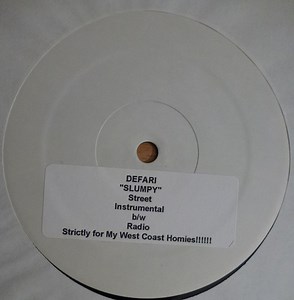 DEFARI
"SLUMPY"
Street
Instrumental
b/w
Radio
Strictly for My West Coast Homies!!!!!!